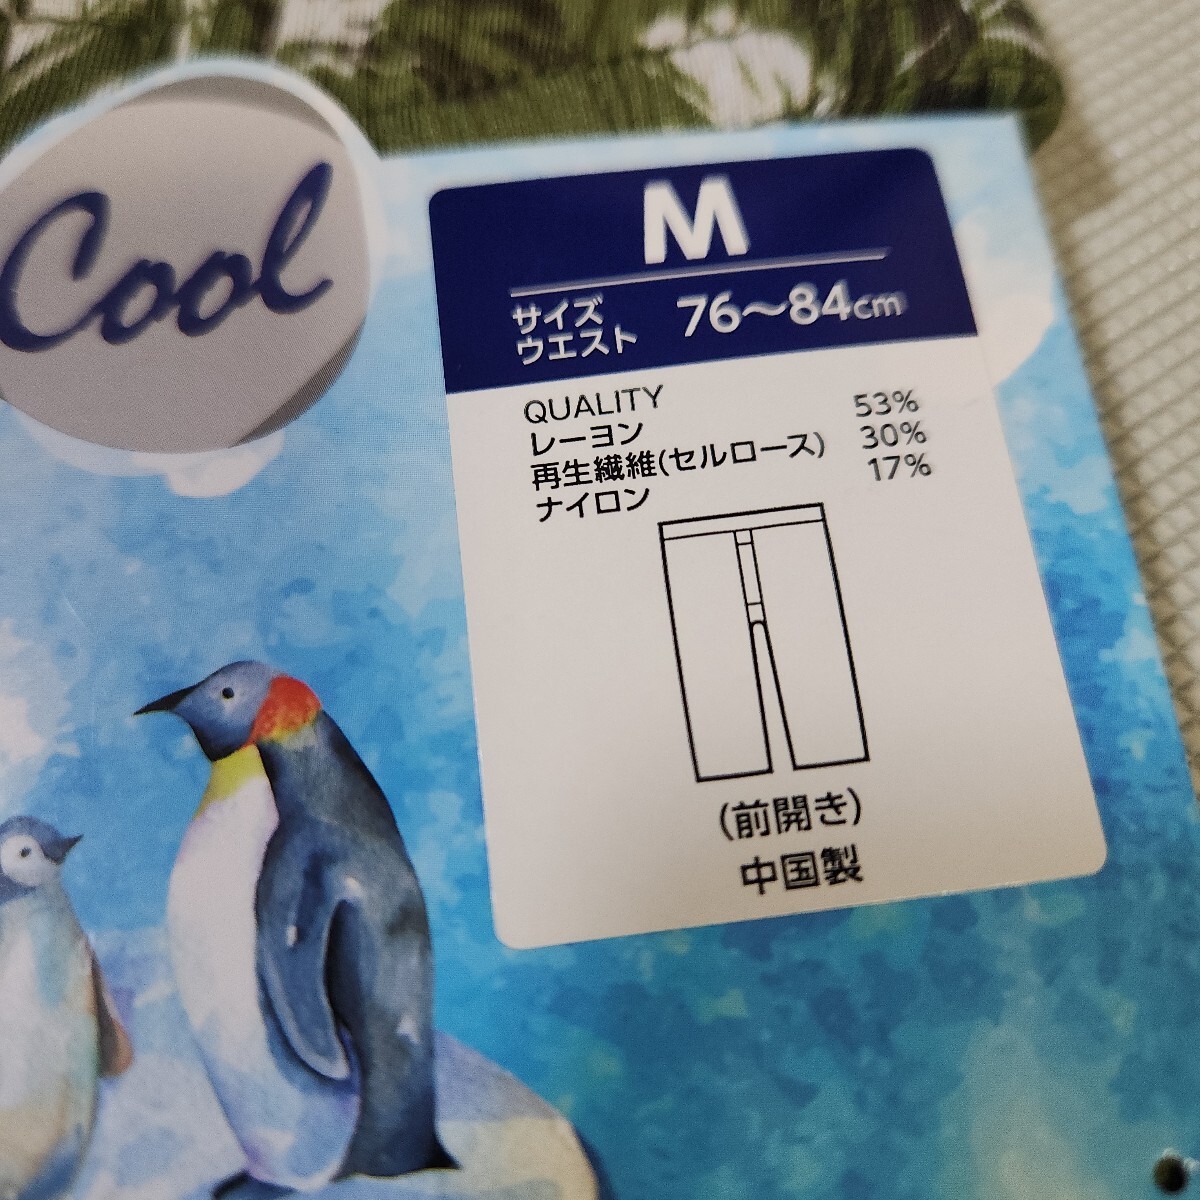 Cool
M
サイズ
ウエスト 76～84cm
QUALITY
レーヨン 53%
再生繊維(セルロース) 30%
ナイロン 17%
(前開き)
中国製